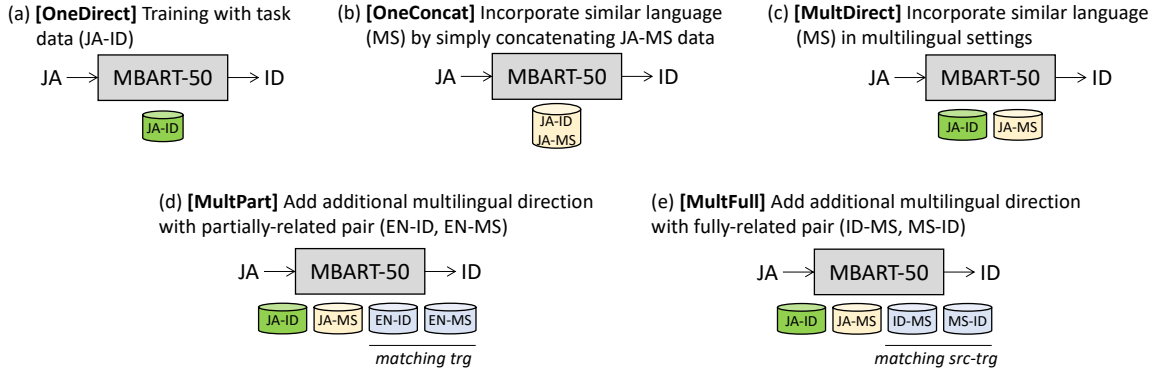 (a) [OneDirect] Training with task
data (JA-ID)
JA
MBART-50
ID
JA-ID
(b) [OneConcat] Incorporate similar language
(MS) by simply concatenating JA-MS data
JA
MBART-50
ID
JA-ID
JA-MS
(c) [MultDirect] Incorporate similar language
(MS) in multilingual settings
JA
MBART-50
ID
JA-ID
JA-MS
(d) [MultPart] Add additional multilingual direction
with partially-related pair (EN-ID, EN-MS)
JA
MBART-50
ID
JA-ID
JA-MS
EN-ID
EN-MS
matching trg
(e) [MultFull] Add additional multilingual direction
with fully-related pair (ID-MS, MS-ID)
JA
MBART-50
ID
JA-ID
JA-MS
ID-MS
MS-ID
matching src-trg